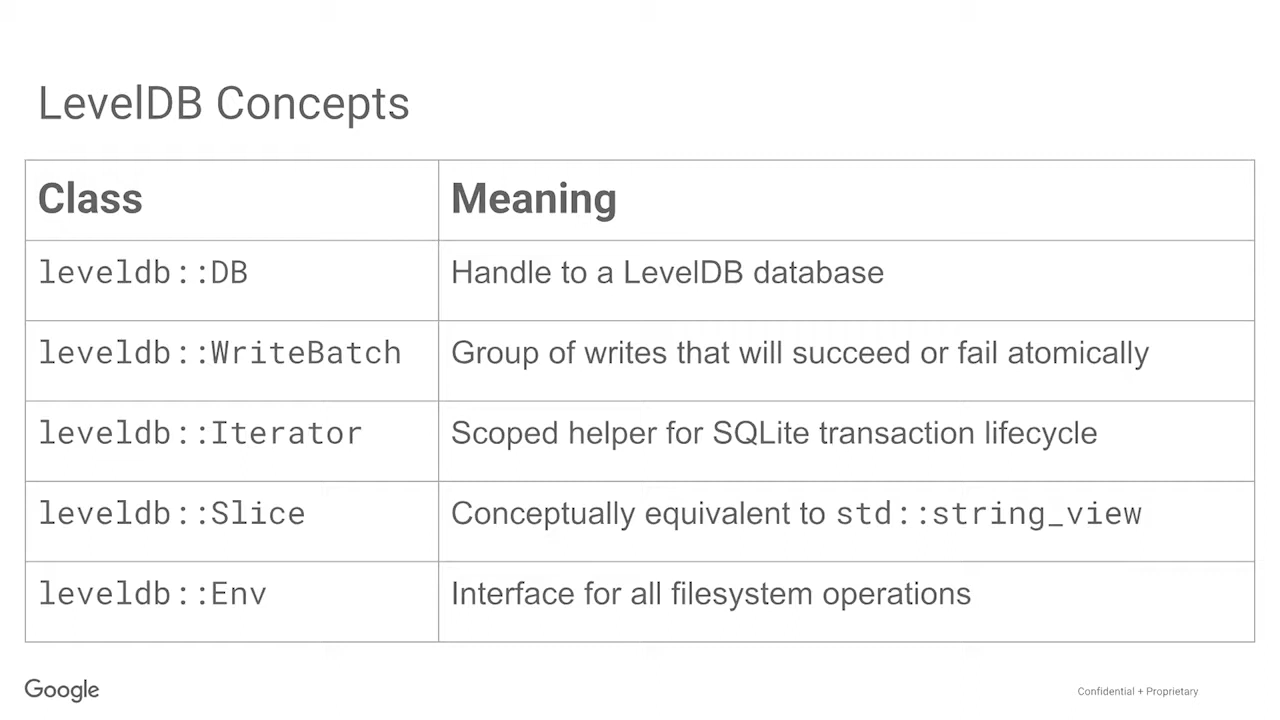 LevelDB Concepts
Class Meaning
leveldb::DB Handle to a LevelDB database
leveldb::WriteBatch Group of writes that will succeed or fail atomically
leveldb::Iterator Scoped helper for SQLite transaction lifecycle
leveldb::Slice Conceptually equivalent to std::string_view
leveldb::Env Interface for all filesystem operations
Google Confidential + Proprietary